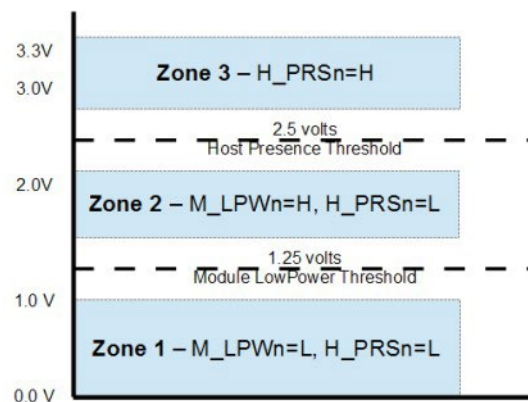 3.3V
Zone 3 – H_PRSn=H
3.0V
2.5 volts
Host Presence Threshold
2.0V
Zone 2 – M_LPWn=H, H_PRSn=L
1.25 volts
Module LowPower Threshold
1.0 V
Zone 1 – M_LPWn=L, H_PRSn=L
0.0 V